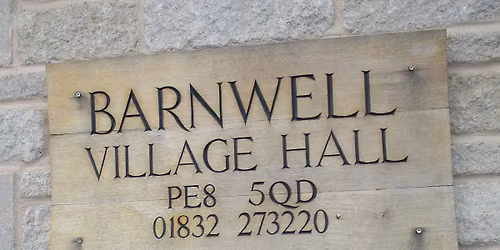 BARNWELL
VILLAGE HALL
PE8 5QD
01832 273220